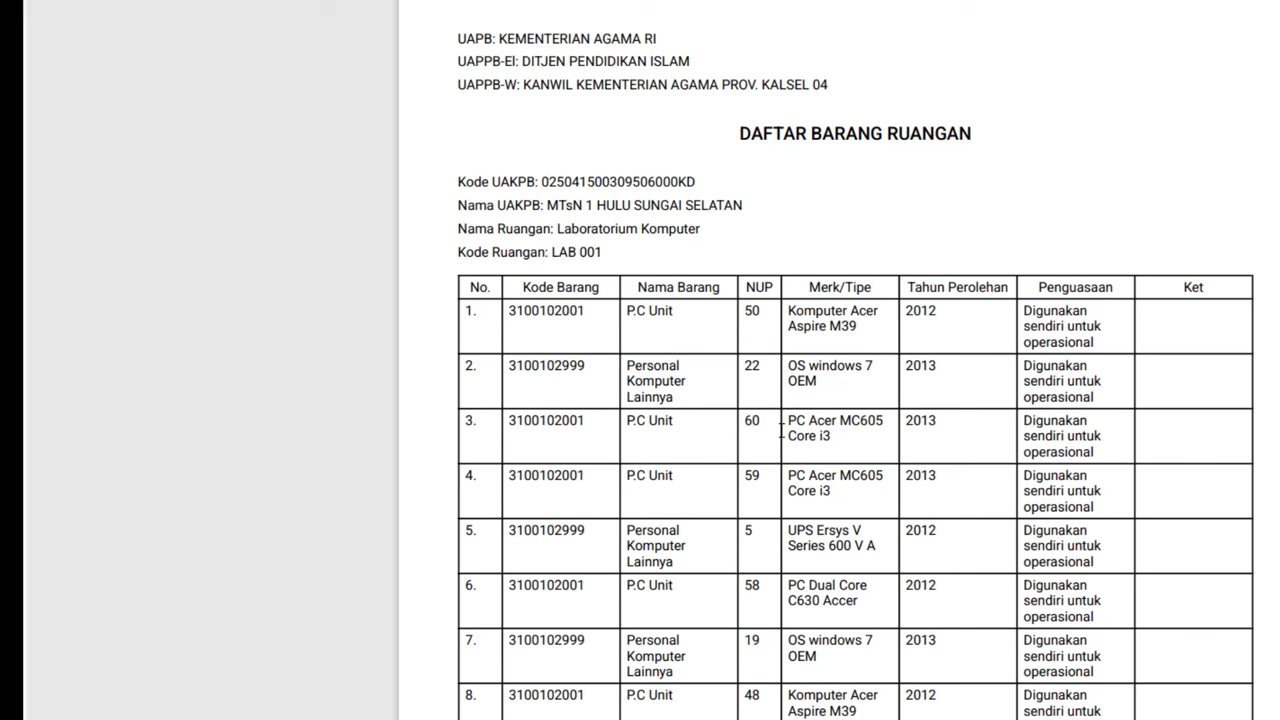 UAPB: KEMENTERIAN AGAMA RI
UAPPB-El: DITJEN PENDIDIKAN ISLAM
UAPPB-W: KANWIL KEMENTERIAN AGAMA PROV. KALSEL 04
DAFTAR BARANG RUANGAN
Kode UAKPB: 025041500309506000KD
Nama UAKPB: MTsN 1 HULU SUNGAI SELATAN
Nama Ruangan: Laboratorium Komputer
Kode Ruangan: LAB 001
No. Kode Barang Nama Barang NUP Merk/Tipe Tahun Perolehan Penguasaan Ket
1. 3100102001 P.C Unit 50 Komputer Acer 2012 Digunakan
Aspire M39 sendiri untuk
operasional
2. 3100102999 Personal 22 OS windows 7 2013 Digunakan
Komputer OEM sendiri untuk
Lainnya operasional
3. 3100102001 P.C Unit 60 PC Acer MC605 2013 Digunakan
Core i3 sendiri untuk
operasional
4. 3100102001 P.C Unit 59 PC Acer MC605 2013 Digunakan
Core i3 sendiri untuk
operasional
5. 3100102999 Personal 5 UPS Ersys V 2012 Digunakan
Komputer Series 600 V A sendiri untuk
Lainnya operasional
6. 3100102001 P.C Unit 58 PC Dual Core 2012 Digunakan
C630 Accer sendiri untuk
operasional
7. 3100102999 Personal 19 OS windows 7 2013 Digunakan
Komputer OEM sendiri untuk
Lainnya operasional
8. 3100102001 P.C Unit 48 Komputer Acer 2012 Digunakan
Aspire M39 sendiri untuk